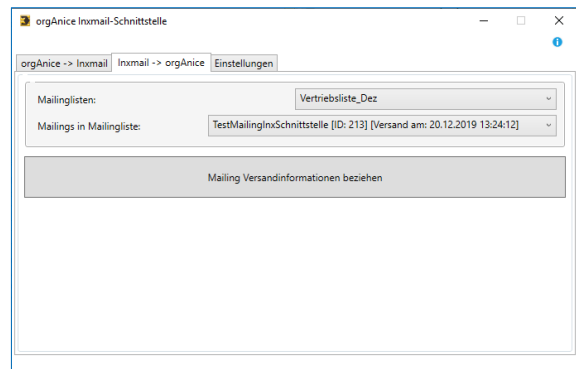 orgAnice Inxmail-Schnittstelle
orgAnice -> Inxmail Inxmail -> orgAnice Einstellungen
Mailinglisten: Vertriebsliste_Dez
Mailings in Mailingliste: TestMailingInxSchnittstelle [ID: 213] [Versand am: 20.12.2019 13:24:12]
Mailing Versandinformationen beziehen